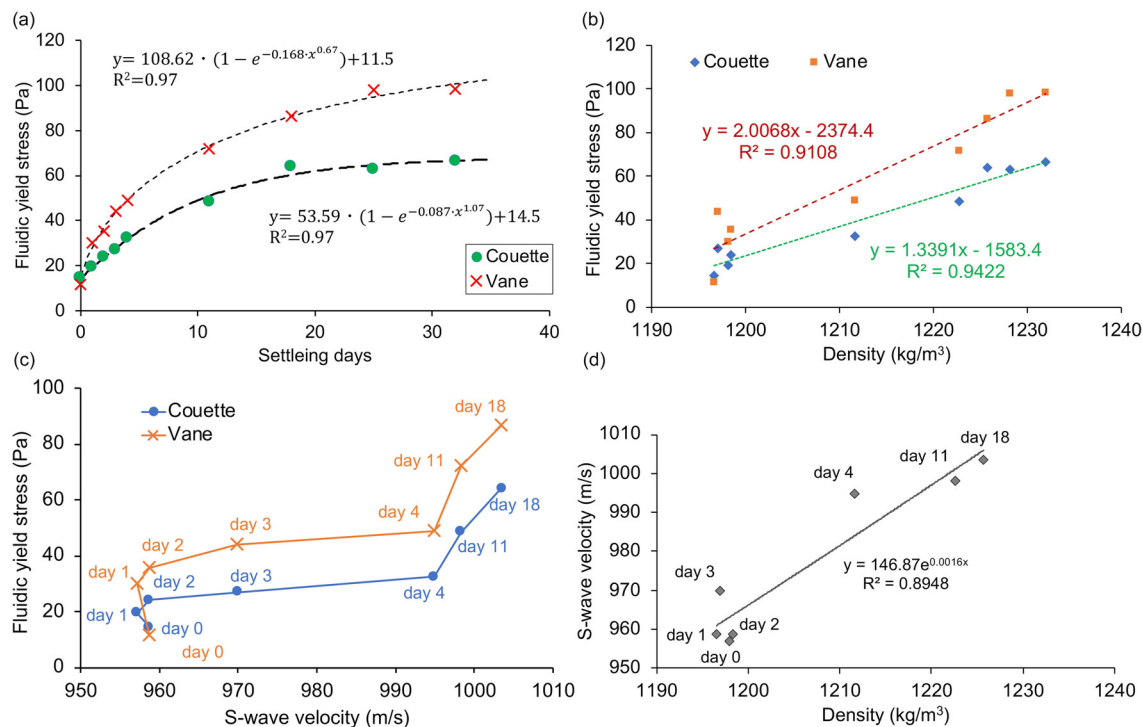 (a)
y= 108.62 · (1 − e^{−0.168·x^{0.67}})+11.5
R²=0.97
120
100
80
60
40
20
0
Fluidic yield stress (Pa)
y= 53.59 · (1 − e^{−0.087·x^{1.07}})+14.5
R²=0.97
Couette
Vane
0 10 20 30 40
Settleing days
(b)
120
100
80
60
40
20
0
Fluidic yield stress (Pa)
Couette Vane
y = 2.0068x - 2374.4
R² = 0.9108
y = 1.3391x - 1583.4
R² = 0.9422
1190 1200 1210 1220 1230 1240
Density (kg/m³)
(c)
100
80
60
40
20
0
Fluidic yield stress (Pa)
Couette
Vane
day 18
day 11
day 4
day 3
day 2
day 1
day 0
day 18
day 11
day 4
day 3
day 2
day 1
day 0
950 960 970 980 990 1000 1010
S-wave velocity (m/s)
(d)
1010
1000
990
980
970
960
950
S-wave velocity (m/s)
day 18
day 11
day 4
day 3
day 2
day 1
day 0
y = 146.87e^{0.0016x}
R² = 0.8948
1190 1200 1210 1220 1230 1240
Density (kg/m³)